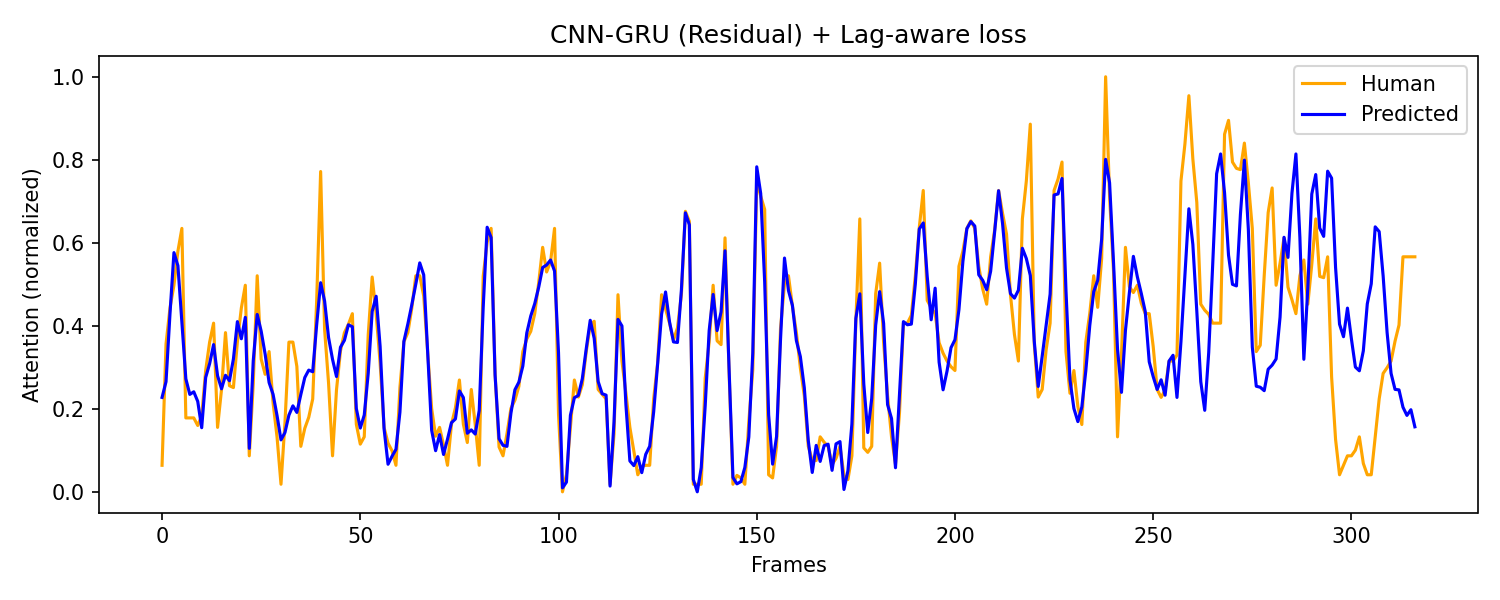 CNN-GRU (Residual) + Lag-aware loss
Human
Predicted
Attention (normalized)
1.0
0.8
0.6
0.4
0.2
0.0
0 50 100 150 200 250 300
Frames